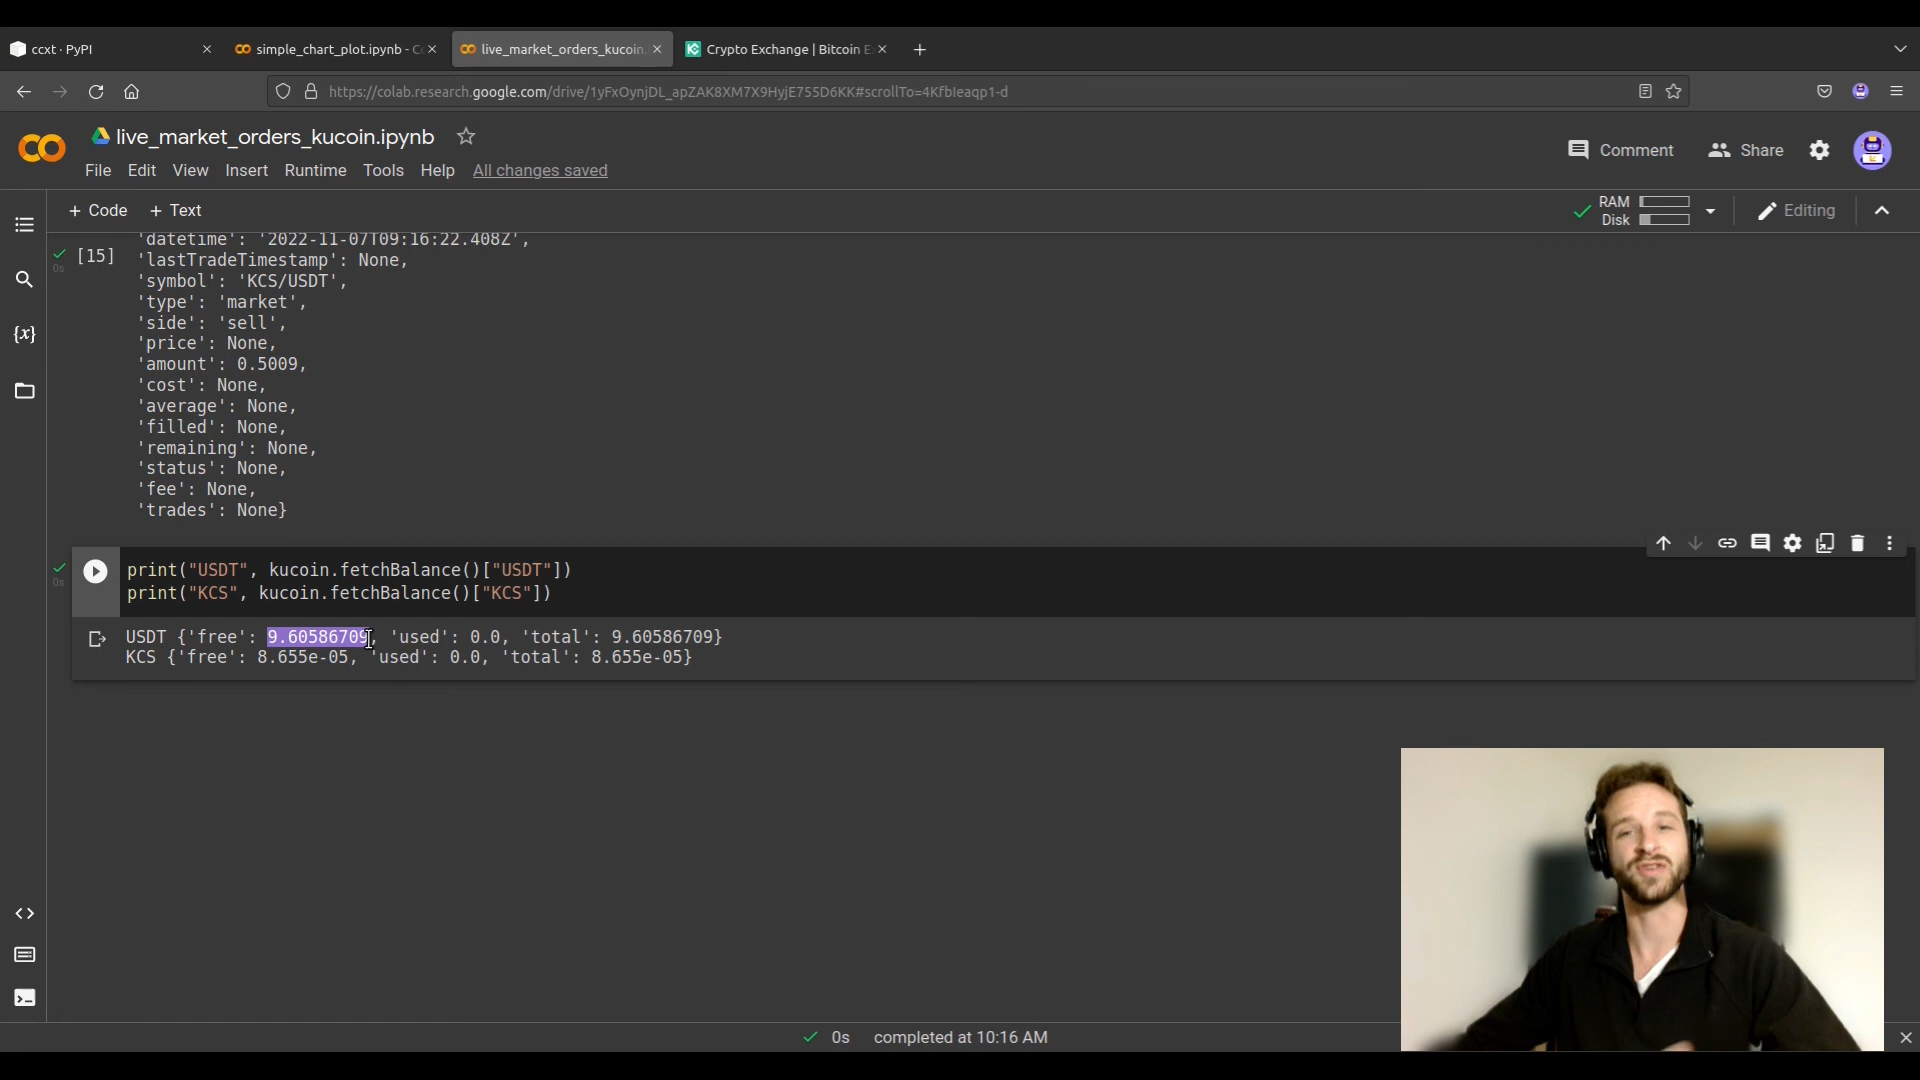 ccxt · PyPI
simple_chart_plot.ipynb - C
live_market_orders_kucoin
Crypto Exchange | Bitcoin E
https://colab.research.google.com/drive/1yFxOynjDL_apZAK8XM7X9HyjE755D6KK#scrollTo=4KfbIeaqp1-d
live_market_orders_kucoin.ipynb
Comment
Share
File Edit View Insert Runtime Tools Help All changes saved
+ Code + Text
RAM
Disk
Editing
'datetime': '2022-11-07T09:16:22.408Z',
[15] 'lastTradeTimestamp': None,
0s
'symbol': 'KCS/USDT',
'type': 'market',
'side': 'sell',
'price': None,
'amount': 0.5009,
'cost': None,
'average': None,
'filled': None,
'remaining': None,
'status': None,
'fee': None,
'trades': None}
print("USDT", kucoin.fetchBalance()["USDT"])
0s
print("KCS", kucoin.fetchBalance()["KCS"])
USDT {'free': 9.60586709, 'used': 0.0, 'total': 9.60586709}
KCS {'free': 8.655e-05, 'used': 0.0, 'total': 8.655e-05}
0s completed at 10:16 AM